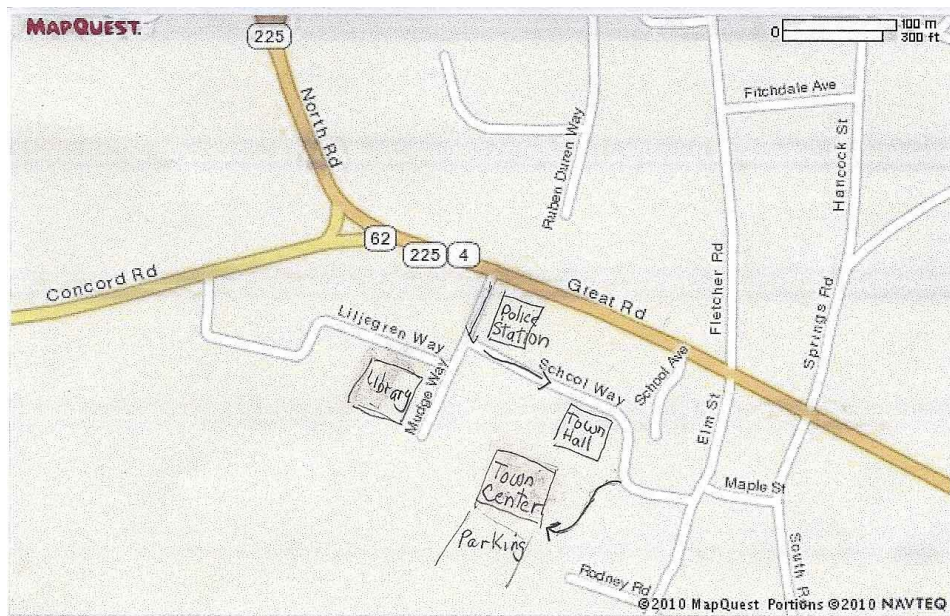 MAPQUEST.
225
0
100 m
300 ft
North Rd
Fitchdale Ave
Ruben Duren Way
Hancock St
62
225
4
Concord Rd
Great Rd
Fletcher Rd
Springs Rd
Police
Station
Liljegren Way
School Way
School Ave
Library
Mudge Way
Town
Hall
Elm St
Town
Center
Maple St
Parking
Rodney Rd
South R
©2010 MapQuest Portions ©2010 NAVTEQ